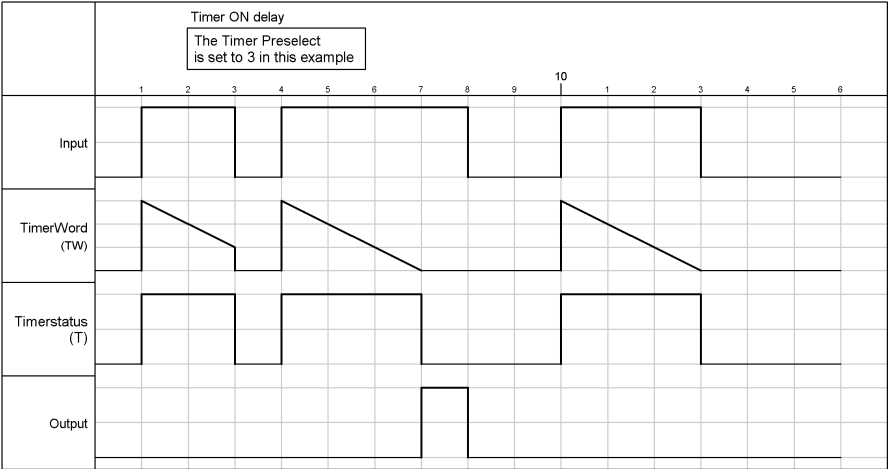 Timer ON delay
The Timer Preselect
is set to 3 in this example
10
1 2 3 4 5 6 7 8 9 1 2 3 4 5 6
Input
TimerWord
(TW)
Timerstatus
(T)
Output